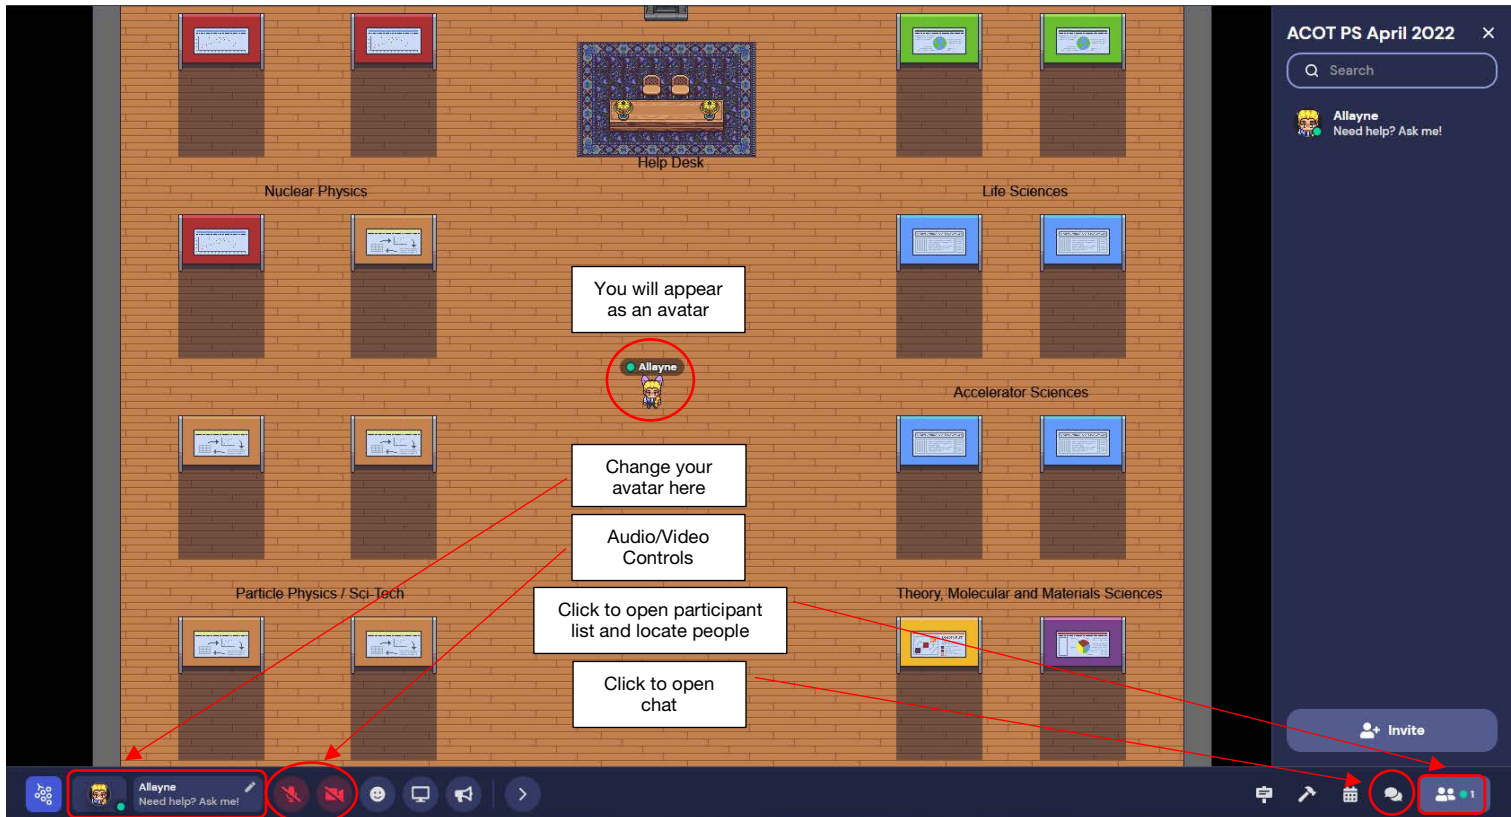 ACOT PS April 2022
Search
Allayne
Need help? Ask me!
Help Desk
Nuclear Physics
Life Sciences
You will appear
as an avatar
Allayne
Accelerator Sciences
Change your
avatar here
Audio/Video
Controls
Particle Physics / Sci-Tech
Theory, Molecular and Materials Sciences
Click to open participant
list and locate people
Click to open
chat
Invite
Allayne
Need help? Ask me!
1